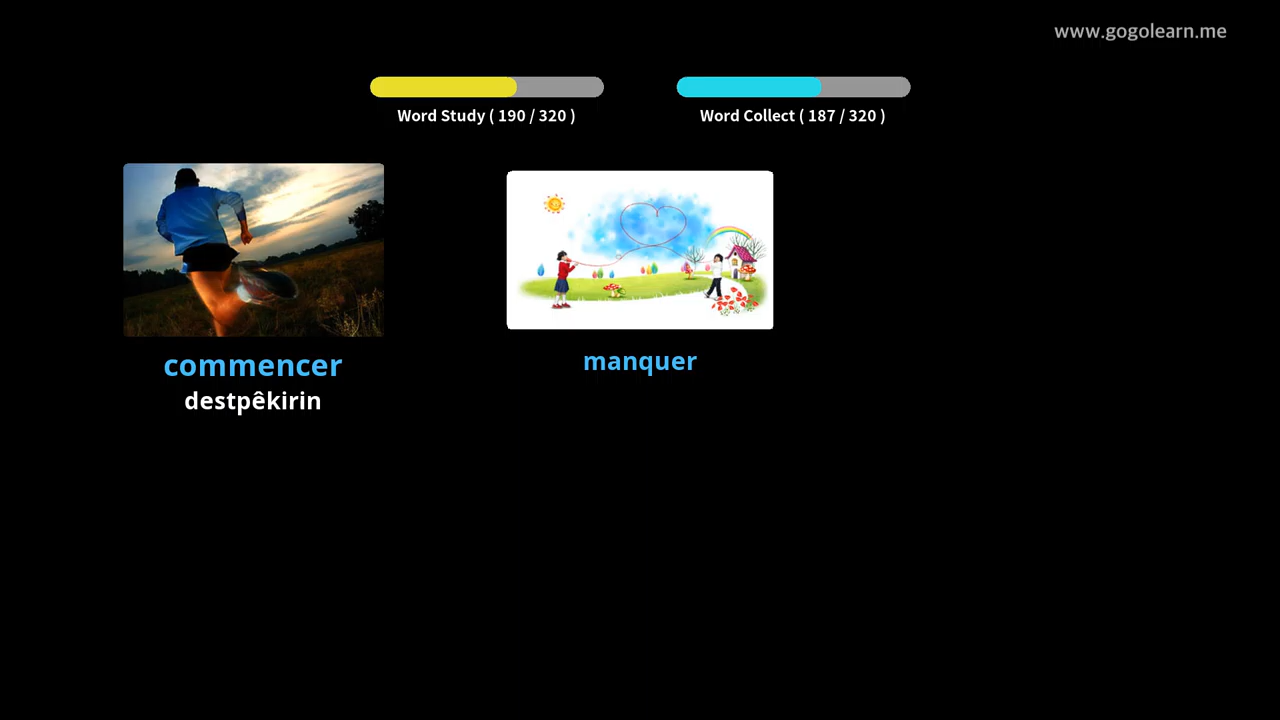 www.gogolearn.me
Word Study ( 190 / 320 )
Word Collect ( 187 / 320 )
commencer
destpêkirin
manquer